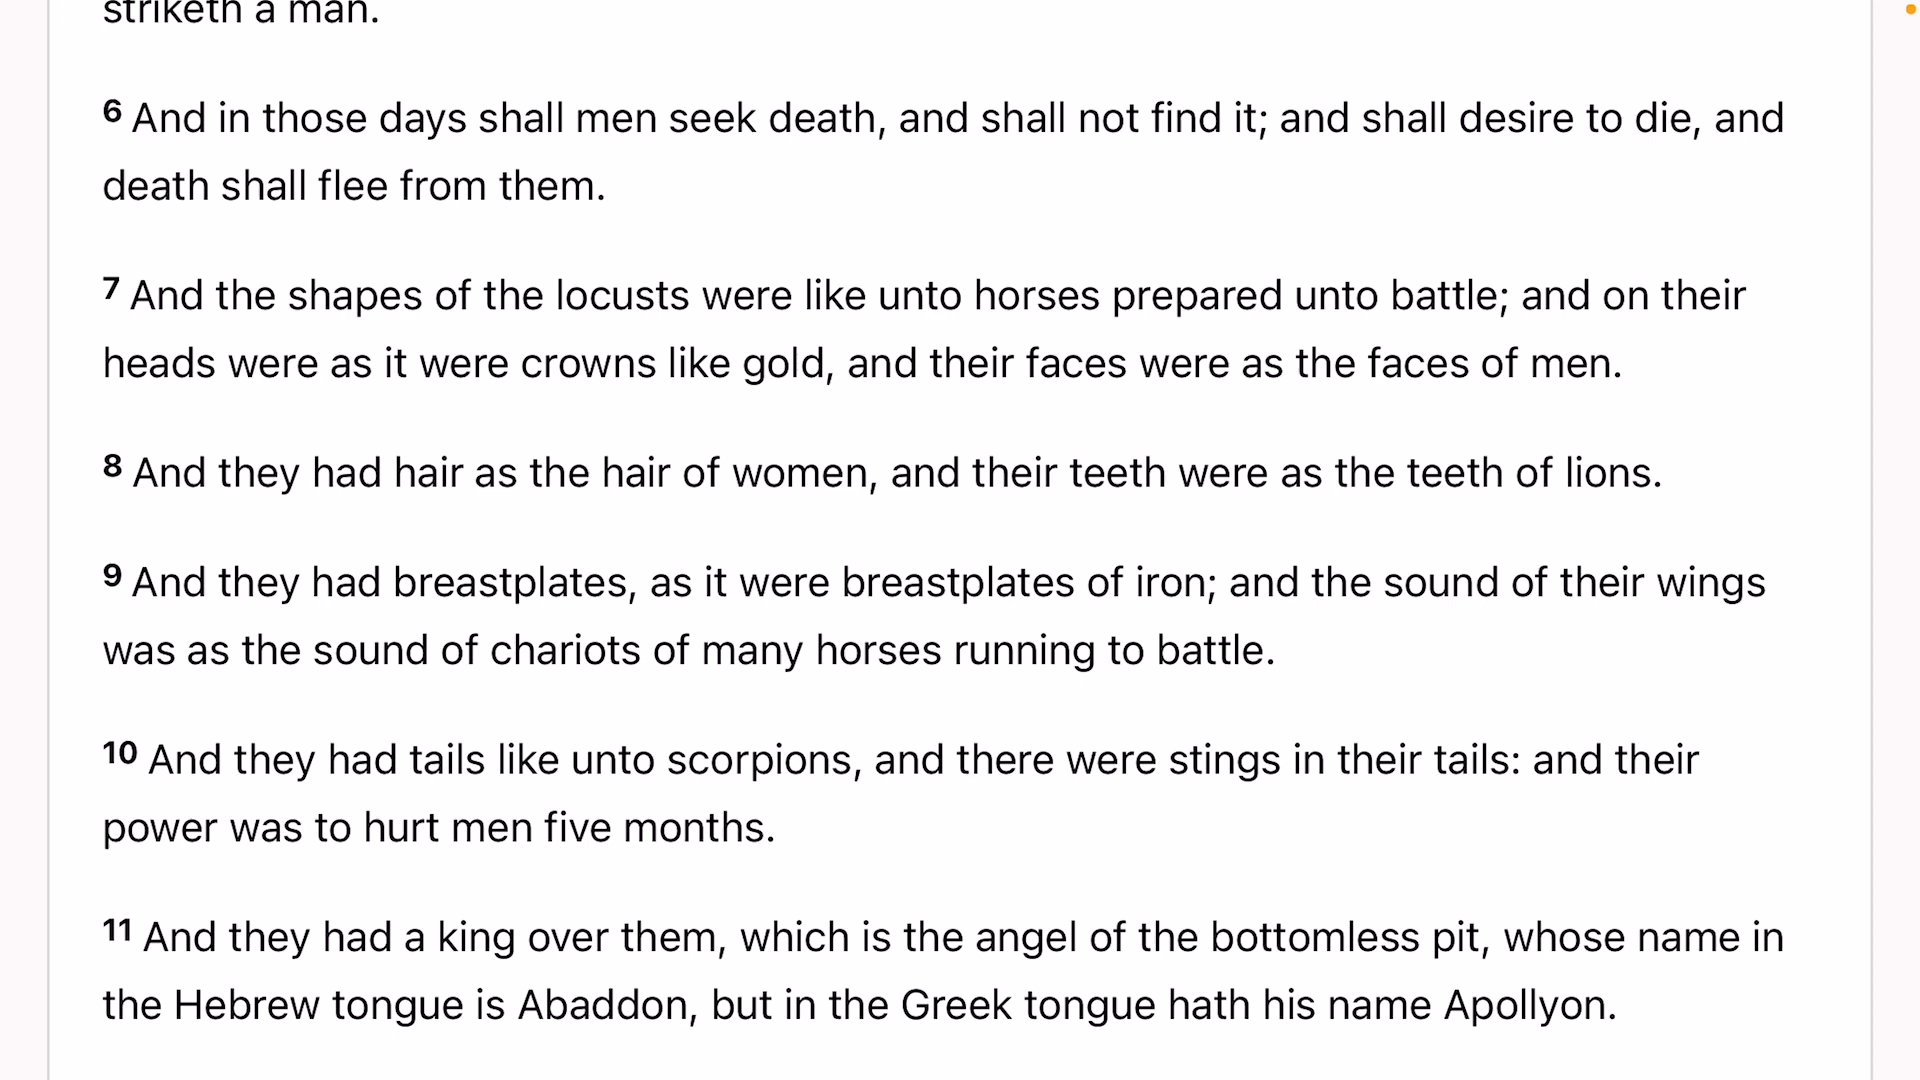 striketh a man.
6 And in those days shall men seek death, and shall not find it; and shall desire to die, and
death shall flee from them.
7 And the shapes of the locusts were like unto horses prepared unto battle; and on their
heads were as it were crowns like gold, and their faces were as the faces of men.
8 And they had hair as the hair of women, and their teeth were as the teeth of lions.
9 And they had breastplates, as it were breastplates of iron; and the sound of their wings
was as the sound of chariots of many horses running to battle.
10 And they had tails like unto scorpions, and there were stings in their tails: and their
power was to hurt men five months.
11 And they had a king over them, which is the angel of the bottomless pit, whose name in
the Hebrew tongue is Abaddon, but in the Greek tongue hath his name Apollyon.